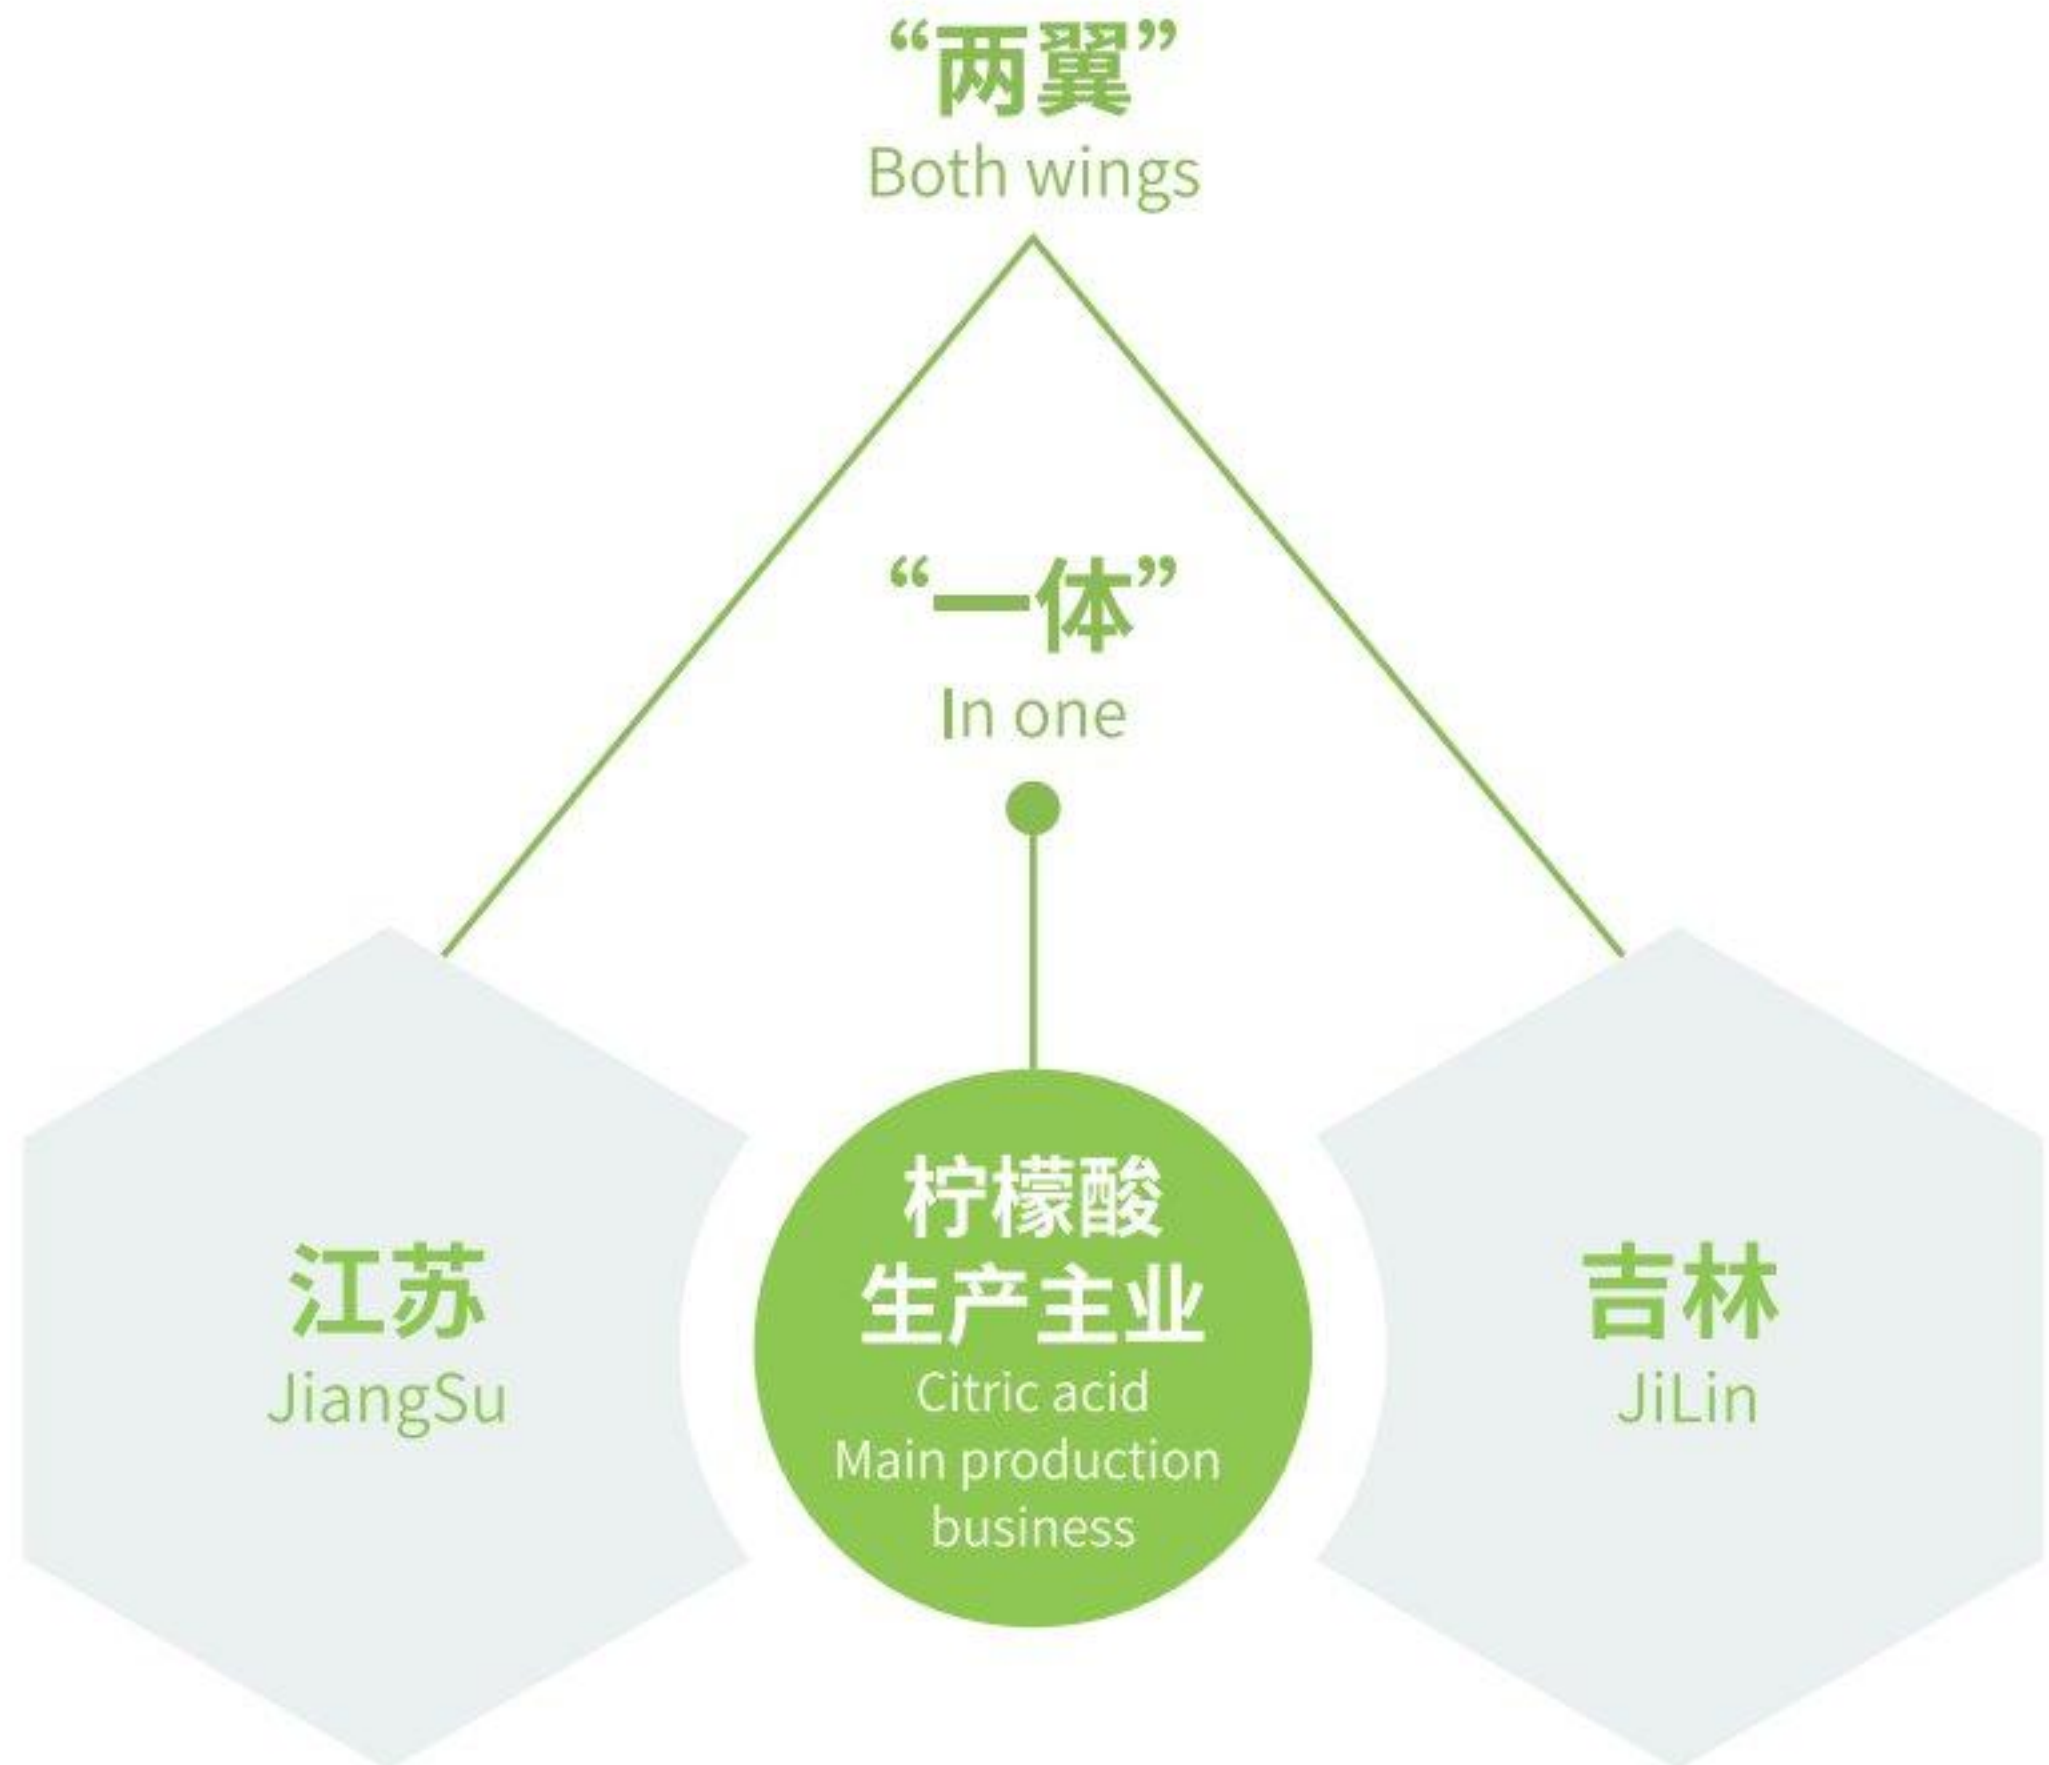 “两翼”
Both wings
“一体”
In one
江苏
JiangSu
柠檬酸
生产主业
Citric acid
Main production
business
吉林
JiLin